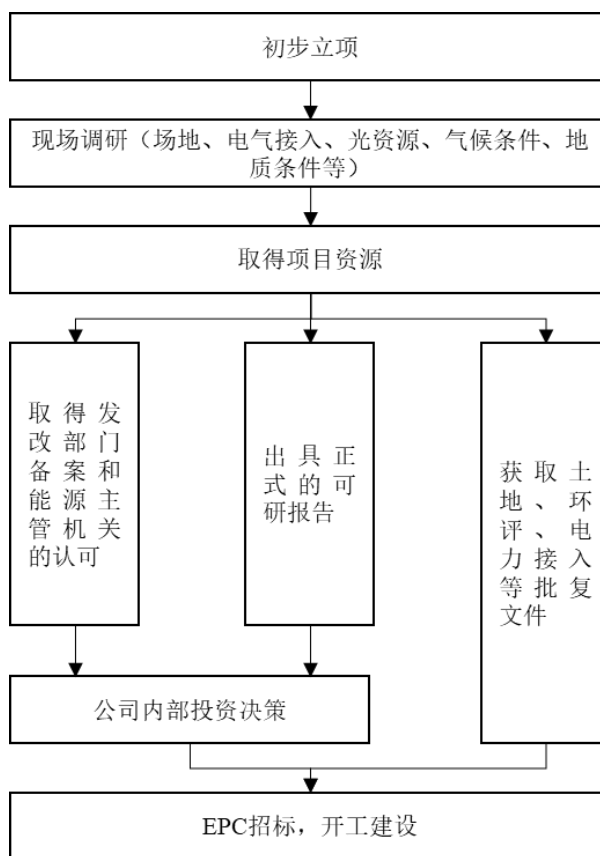 初步立项
现场调研（场地、电气接入、光资源、气候条件、地
质条件等）
取得项目资源
取得发
改部门
备案和
能源主
管机关
的认可
出具正
式的可
研报告
获取土
地、环
评、电
力接入
等批复
文件
公司内部投资决策
EPC招标，开工建设